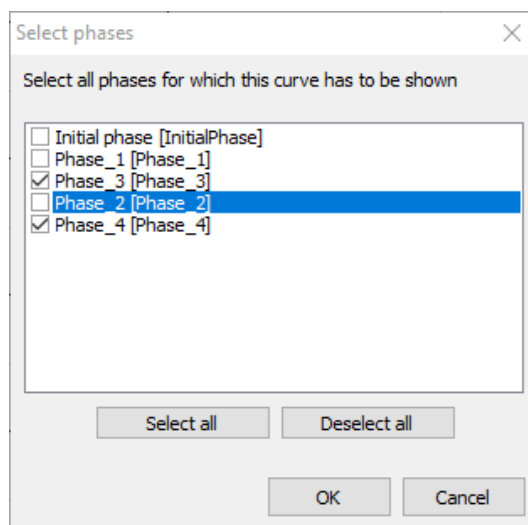 Select phases
Select all phases for which this curve has to be shown
Initial phase [InitialPhase]
Phase_1 [Phase_1]
Phase_3 [Phase_3]
Phase_2 [Phase_2]
Phase_4 [Phase_4]
Select all
Deselect all
OK
Cancel